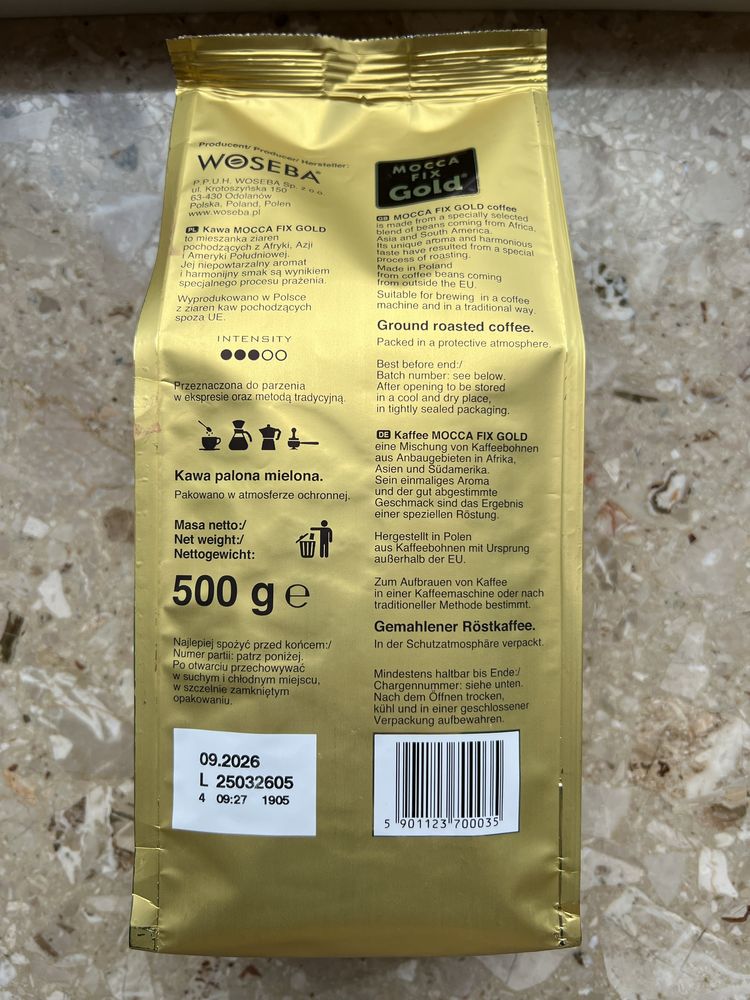 Producent/ Producer/ Hersteller:
WOSEBA®
P.P.U.H. WOSEBA Sp. z o.o.
ul. Krotoszyńska 150
63-430 Odolanów
Polska, Poland, Polen
www.woseba.pl
PL Kawa MOCCA FIX GOLD
to mieszanka ziaren
pochodzących z Afryki, Azji
i Ameryki Południowej.
Jej niepowtarzalny aromat
i harmonijny smak są wynikiem
specjalnego procesu prażenia.
Wyprodukowano w Polsce
z ziaren kaw pochodzących
spoza UE.
INTENSITY
Przeznaczona do parzenia
w ekspresie oraz metodą tradycyjną.
Kawa palona mielona.
Pakowano w atmosferze ochronnej.
Masa netto:/
Net weight:/
Nettogewicht:
500 g ℮
Najlepiej spożyć przed końcem:/
Numer partii: patrz poniżej.
Po otwarciu przechowywać
w suchym i chłodnym miejscu,
w szczelnie zamkniętym
opakowaniu.
09.2026
L 25032605
4 09:27 1905
MOCCA
FIX
Gold®
GB MOCCA FIX GOLD coffee
is made from a specially selected
blend of beans coming from Africa,
Asia and South America.
Its unique aroma and harmonious
taste have resulted from a special
process of roasting.
Made in Poland
from coffee beans coming
from outside the EU.
Suitable for brewing in a coffee
machine and in a traditional way.
Ground roasted coffee.
Packed in a protective atmosphere.
Best before end:/
Batch number: see below.
After opening to be stored
in a cool and dry place,
in tightly sealed packaging.
DE Kaffee MOCCA FIX GOLD
eine Mischung von Kaffeebohnen
aus Anbaugebieten in Afrika,
Asien und Südamerika.
Sein einmaliges Aroma
und der gut abgestimmte
Geschmack sind das Ergebnis
einer speziellen Röstung.
Hergestellt in Polen
aus Kaffeebohnen mit Ursprung
außerhalb der EU.
Zum Aufbrauen von Kaffee
in einer Kaffeemaschine oder nach
traditioneller Methode bestimmt.
Gemahlener Röstkaffee.
In der Schutzatmosphäre verpackt.
Mindestens haltbar bis Ende:/
Chargennummer: siehe unten.
Nach dem Öffnen trocken,
kühl und in einer geschlossener
Verpackung aufbewahren.
5 901123 700035